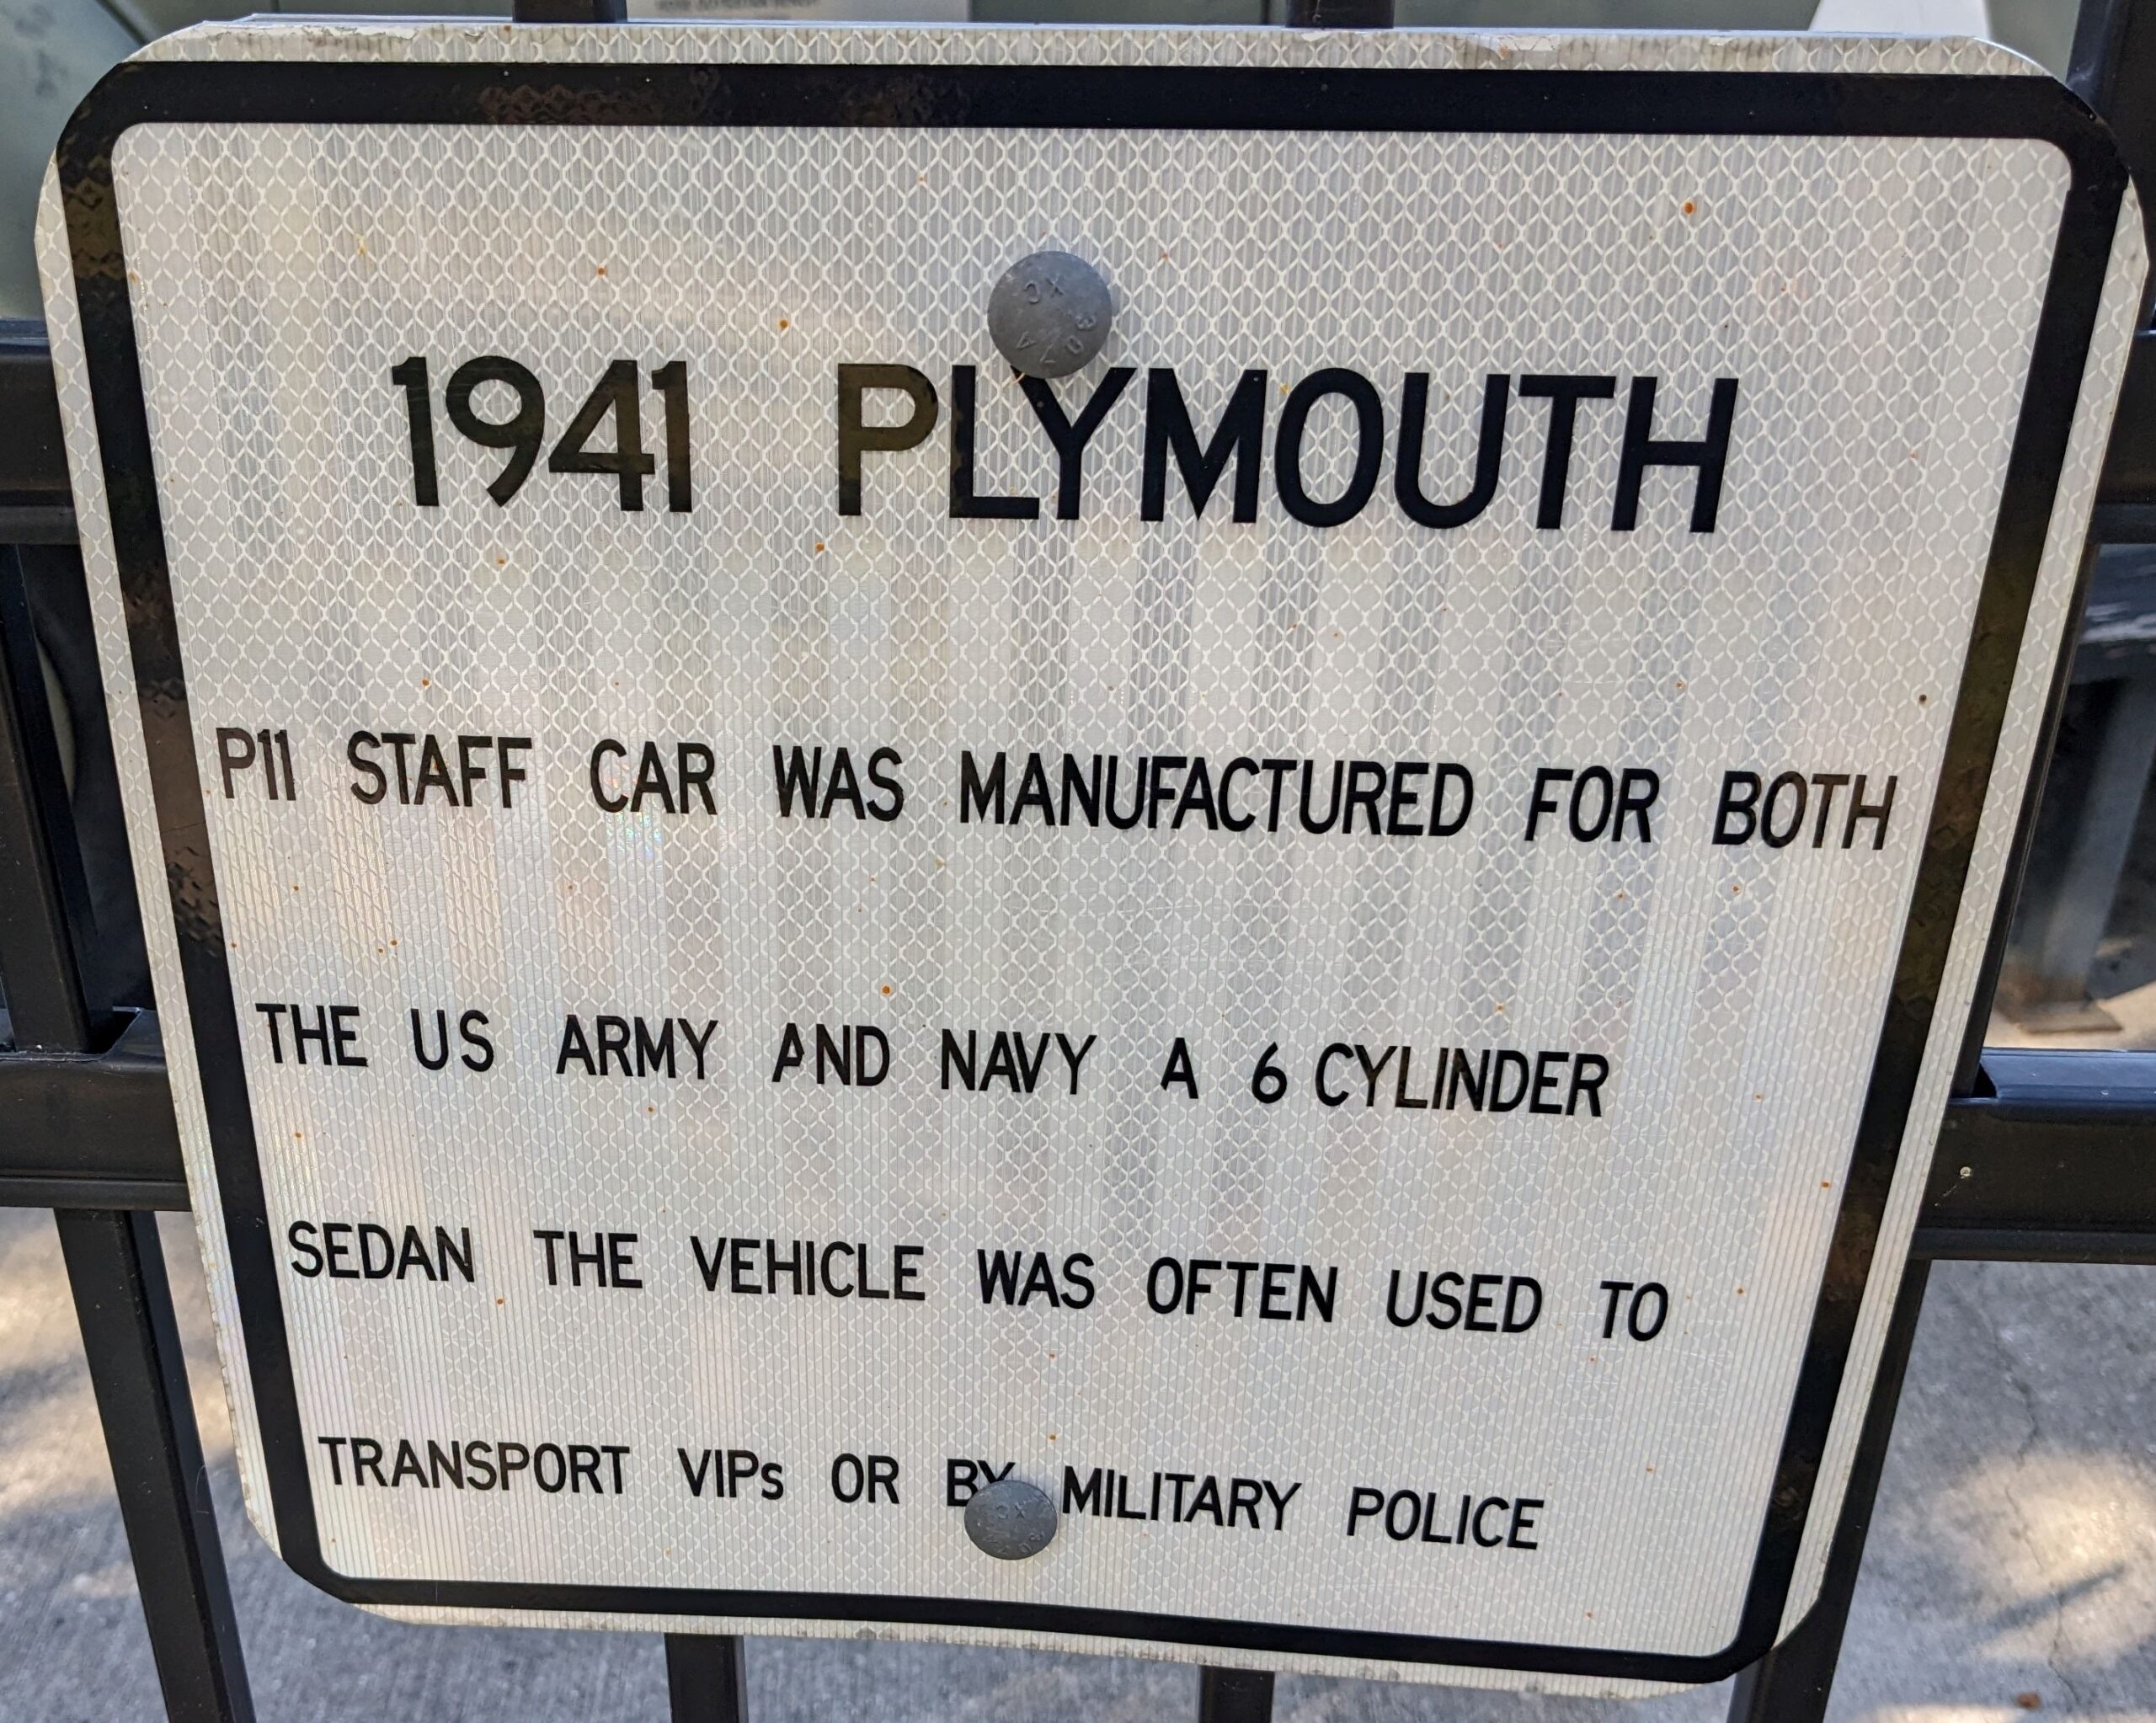 1941 PLYMOUTH
P11 STAFF CAR WAS MANUFACTURED FOR BOTH
THE US ARMY AND NAVY A 6 CYLINDER
SEDAN THE VEHICLE WAS OFTEN USED TO
TRANSPORT VIPs OR BY MILITARY POLICE